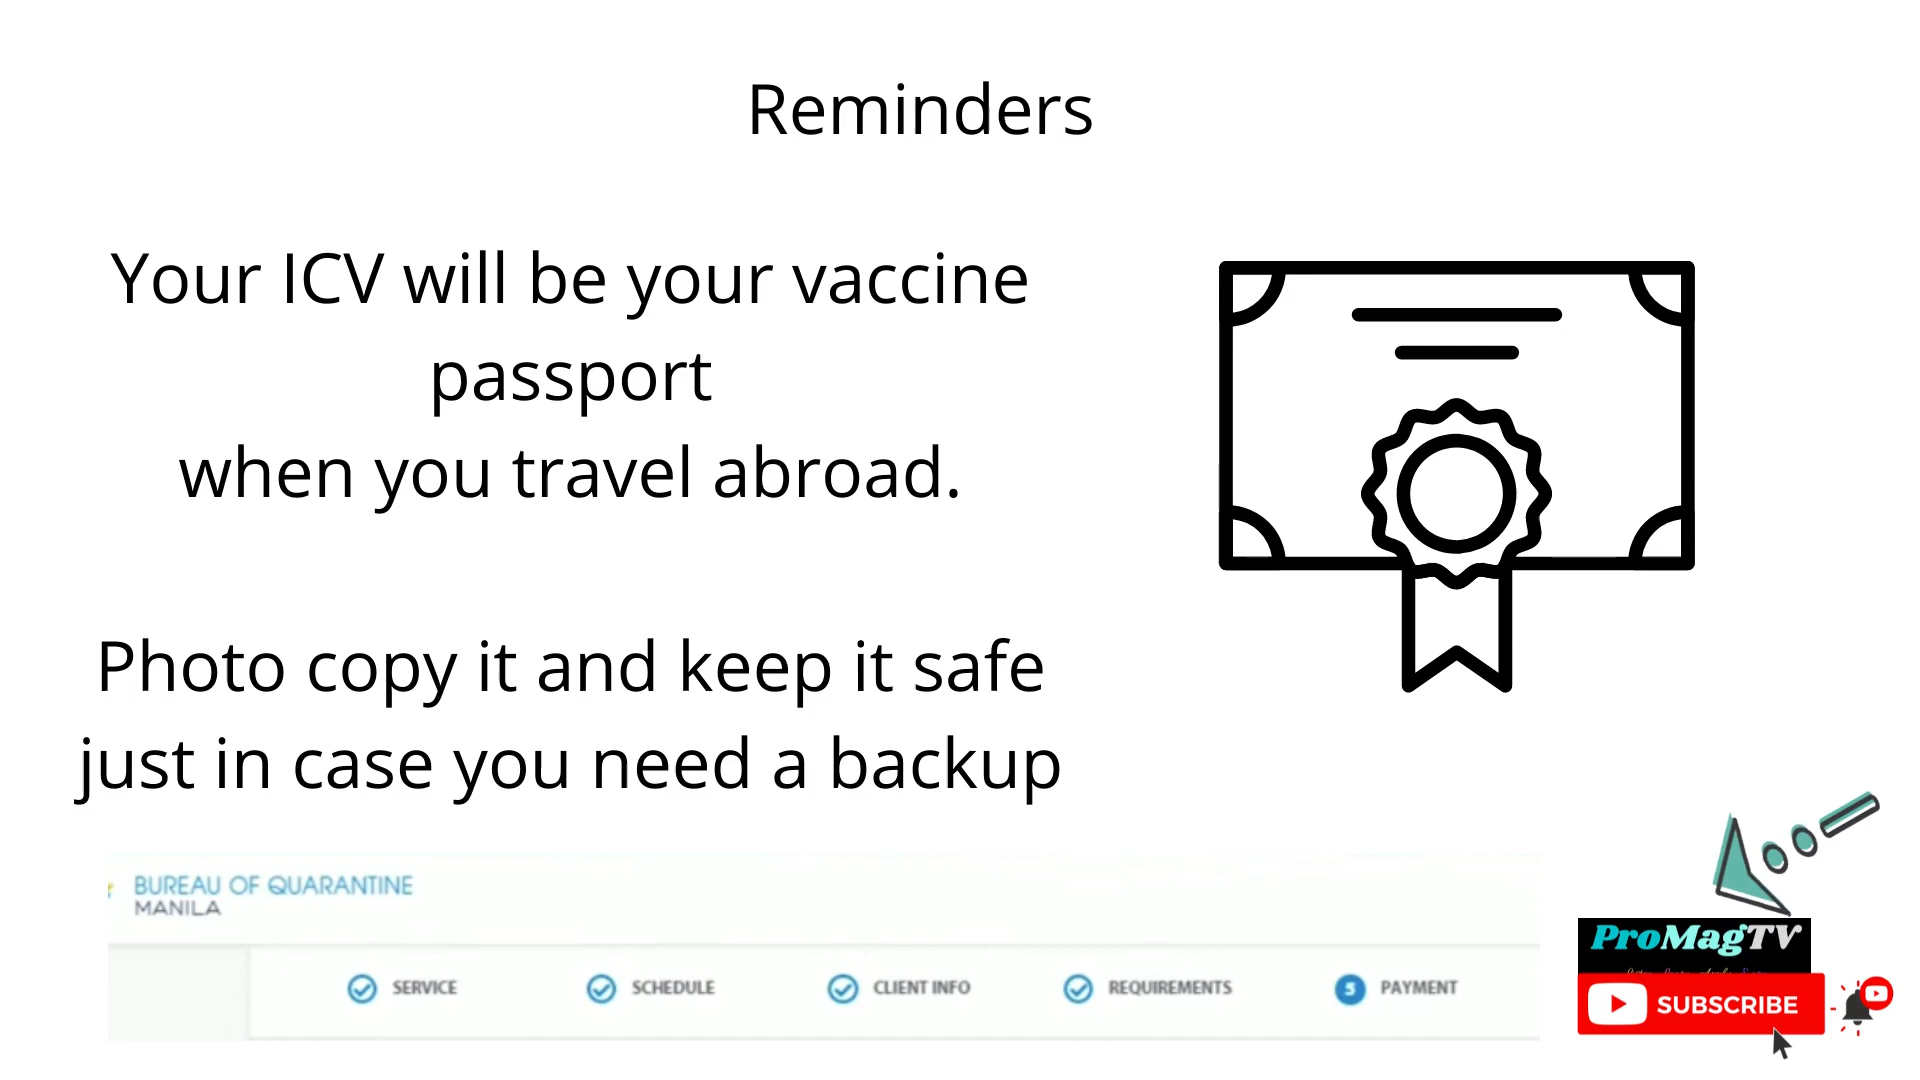 Reminders
Your ICV will be your vaccine
passport
when you travel abroad.
Photo copy it and keep it safe
just in case you need a backup
BUREAU OF QUARANTINE
MANILA
SERVICE
SCHEDULE
CLIENT INFO
REQUIREMENTS
5 PAYMENT
ProMagTV
SUBSCRIBE